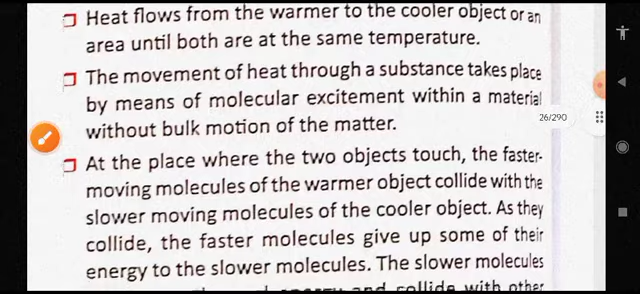 Heat flows from the warmer to the cooler object or an
area until both are at the same temperature.
The movement of heat through a substance takes place
by means of molecular excitement within a material
without bulk motion of the matter.
26/290
At the place where the two objects touch, the faster-
moving molecules of the warmer object collide with the
slower moving molecules of the cooler object. As they
collide, the faster molecules give up some of their
energy to the slower molecules. The slower molecules
and collide with other